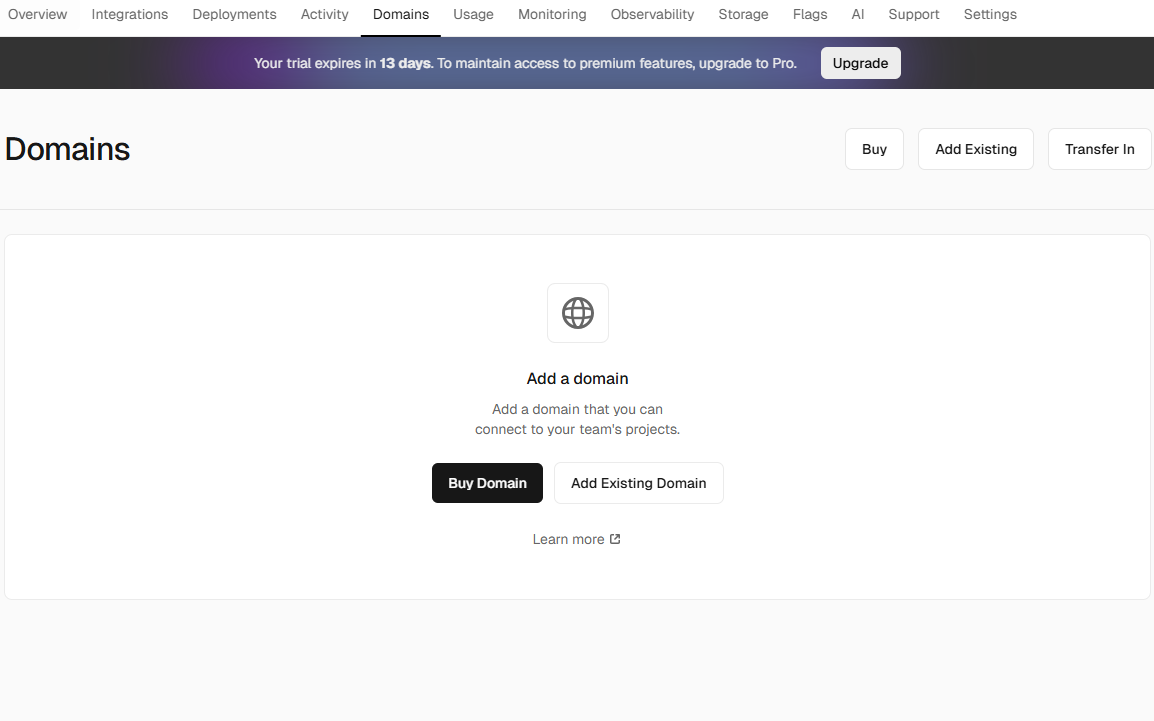 Overview Integrations Deployments Activity Domains Usage Monitoring Observability Storage Flags AI Support Settings
Your trial expires in 13 days. To maintain access to premium features, upgrade to Pro. Upgrade
Domains Buy Add Existing Transfer In
Add a domain
Add a domain that you can
connect to your team's projects.
Buy Domain Add Existing Domain
Learn more